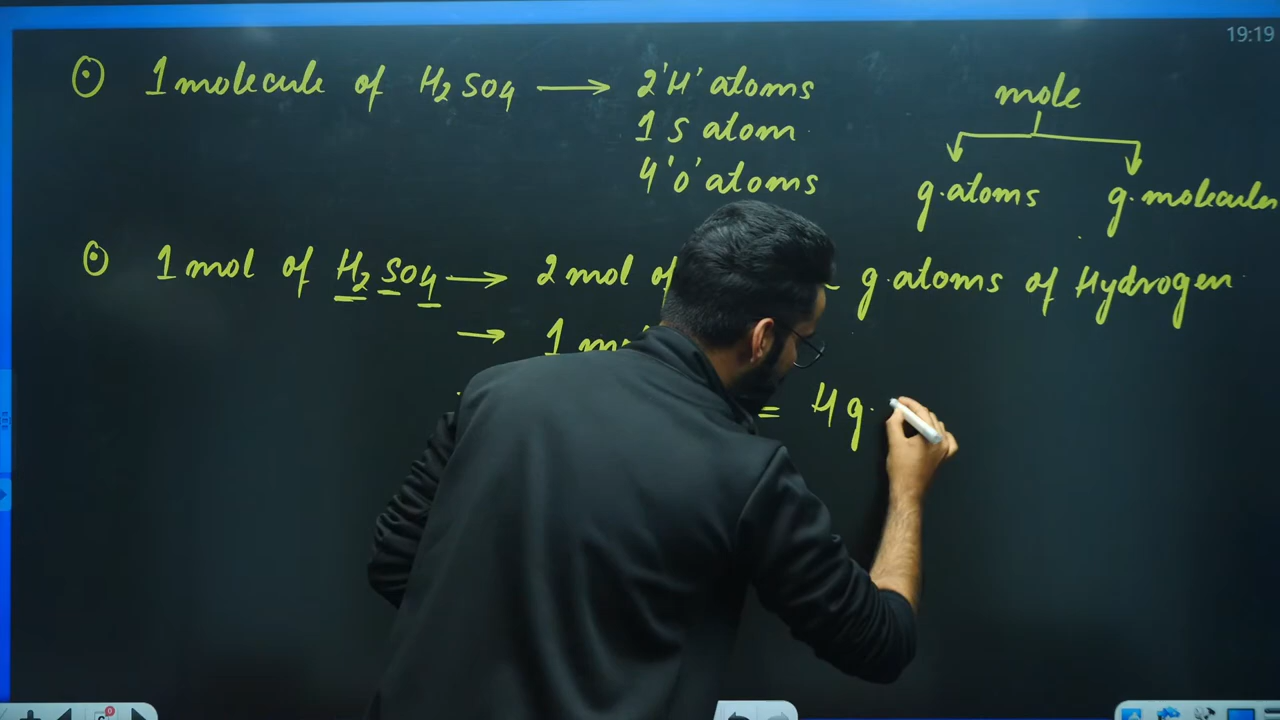 19:19
⊙ 1 molecule of H2SO4 → 2 'H' atoms
1 S atom
4 'O' atoms
mole
g.atoms g.molecules
⊙ 1 mol of H2SO4 → 2 mol of g.atoms of Hydrogen
→ 1
= 4g.